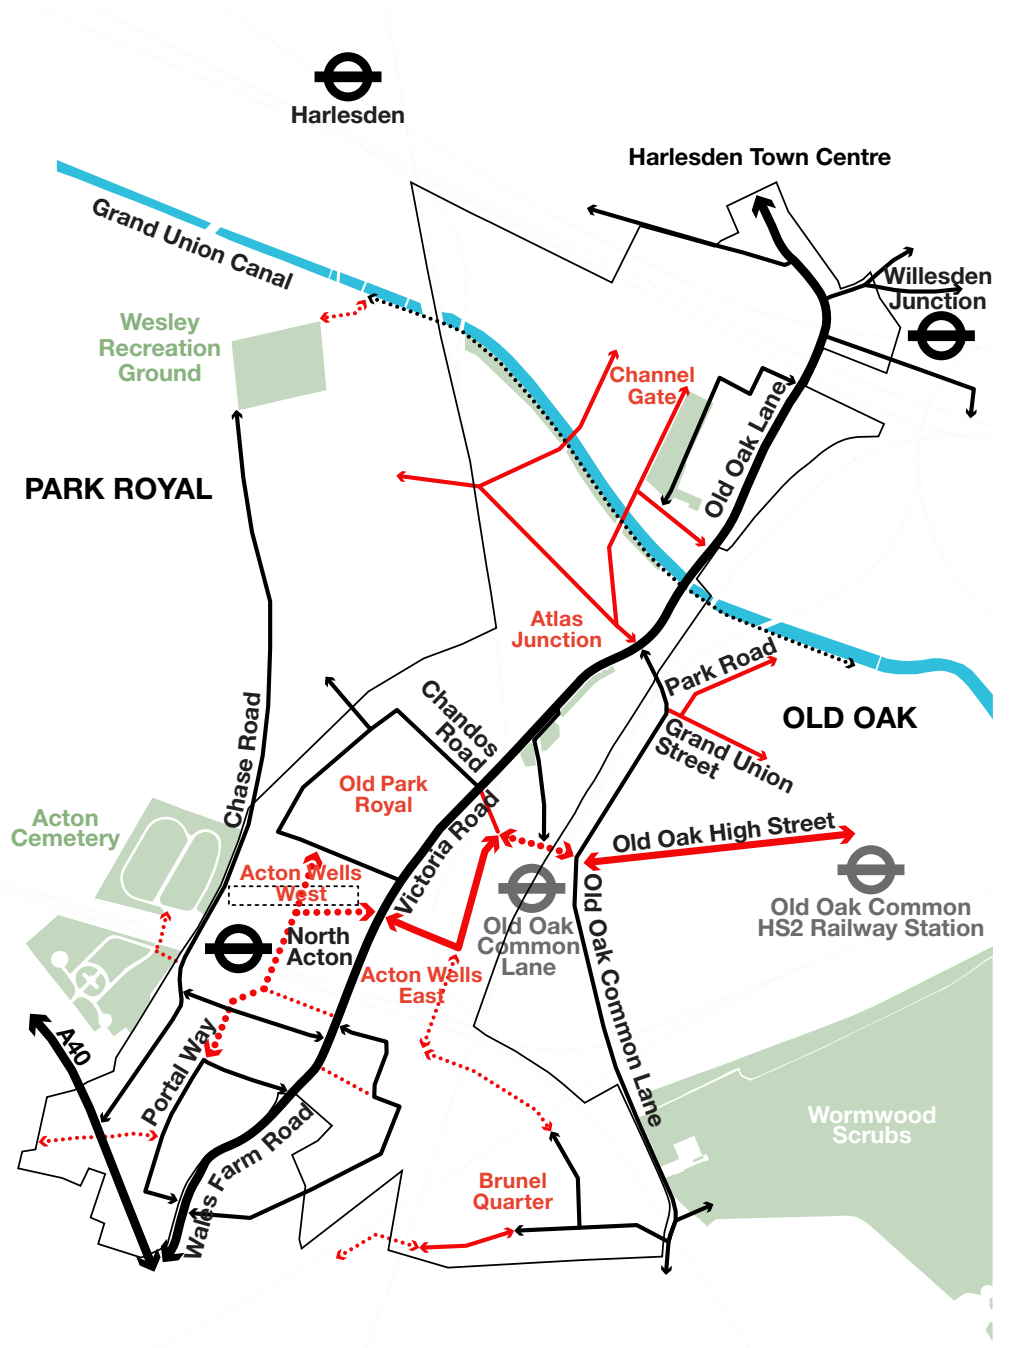 Harlesden
Harlesden Town Centre
Grand Union Canal
Willesden
Junction
Wesley
Recreation
Ground
Channel
Gate
Old Oak Lane
PARK ROYAL
Atlas
Junction
Park Road
OLD OAK
Grand Union
Street
Chandos
Road
Chase Road
Old Park
Royal
Victoria Road
Acton
Cemetery
Old Oak High Street
Acton Wells
West
Old Oak Common
HS2 Railway Station
Old Oak
Common
Lane
North
Acton
Acton Wells
East
Old Oak Common Lane
A40
Portal Way
Wormwood
Scrubs
Wales Farm Road
Brunel
Quarter